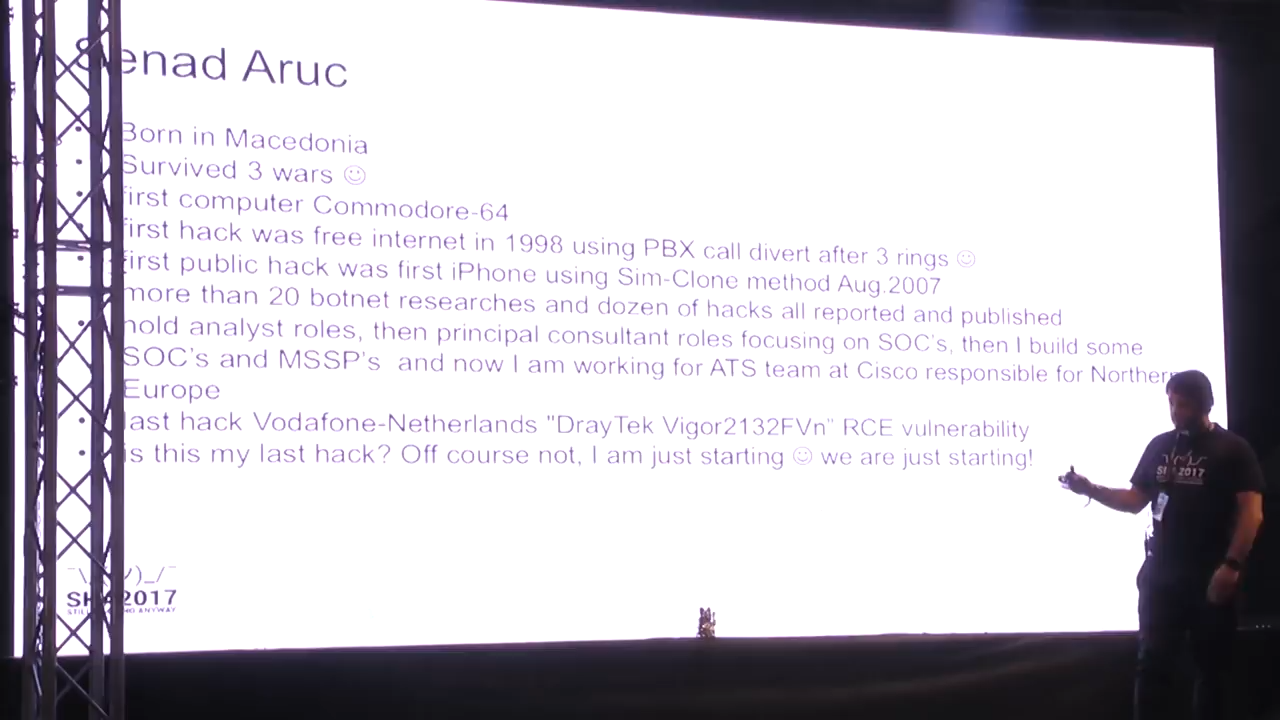 Senad Aruc
• Born in Macedonia
• Survived 3 wars ☺
• first computer Commodore-64
• first hack was free internet in 1998 using PBX call divert after 3 rings ☺
• first public hack was first iPhone using Sim-Clone method Aug.2007
• more than 20 botnet researches and dozen of hacks all reported and published
• hold analyst roles, then principal consultant roles focusing on SOC's, then I build some
SOC's and MSSP's and now I am working for ATS team at Cisco responsible for Northern
Europe
• last hack Vodafone-Netherlands "DrayTek Vigor2132FVn" RCE vulnerability
• is this my last hack? Off course not, I am just starting ☺ we are just starting!
SHA2017
ANYWAY
SHA2017